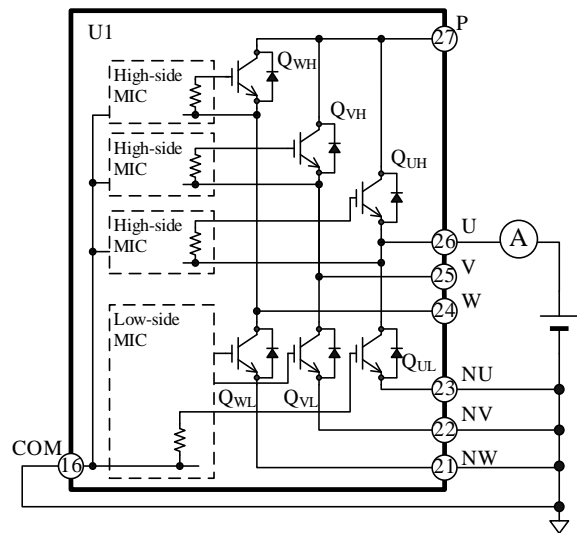 U1
P
27
High-side
MIC
QWH
High-side
MIC
QVH
High-side
MIC
QUH
U
26
A
V
25
W
24
Low-side
MIC
QWL
QVL
QUL
NU
23
NV
22
COM
16
NW
21